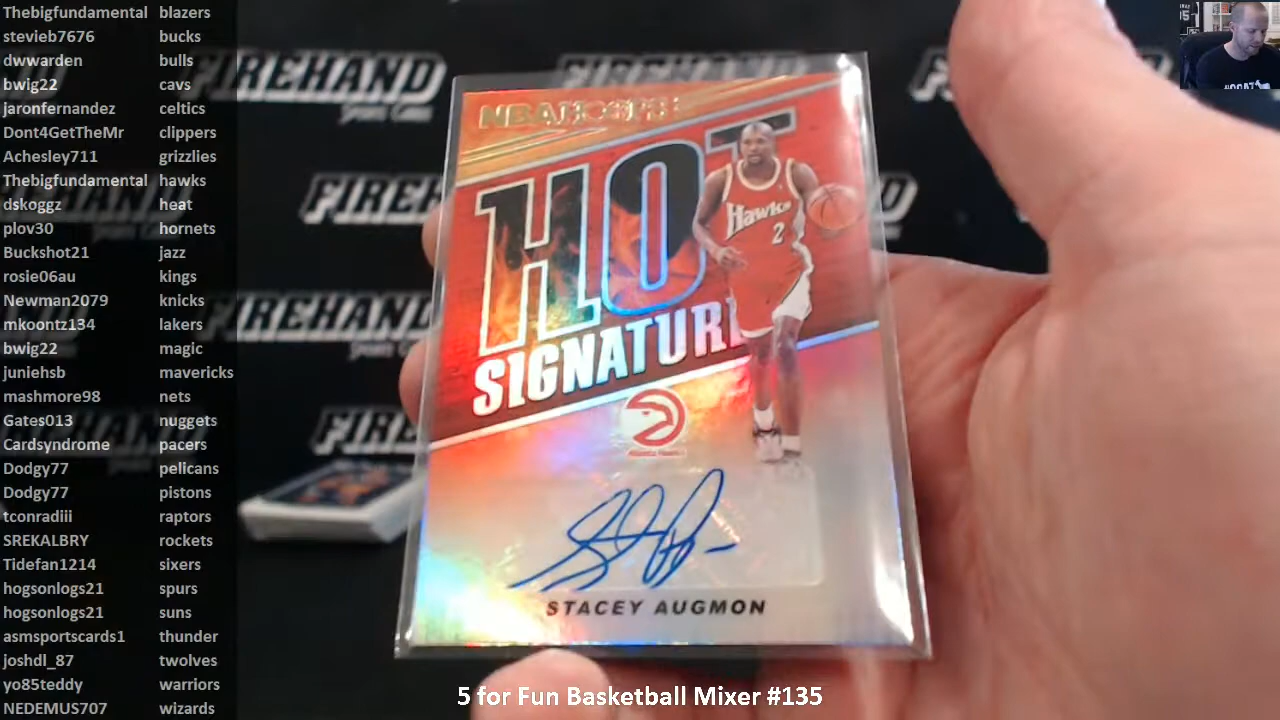 Thebigfundamental blazers
stevieb7676 bucks
dwwarden bulls
bwig22 cavs
jaronfernandez celtics
Dont4GetTheMr clippers
Achesley711 grizzlies
Thebigfundamental hawks
dskoggz heat
plov30 hornets
Buckshot21 jazz
rosie06au kings
Newman2079 knicks
mkoontz134 lakers
bwig22 magic
juniehsb mavericks
mashmore98 nets
Gates013 nuggets
Cardsyndrome pacers
Dodgy77 pelicans
Dodgy77 pistons
tconradiii raptors
SREKALBRY rockets
Tidefan1214 sixers
hogsonlogs21 spurs
hogsonlogs21 suns
asmsportscards1 thunder
joshdl_87 twolves
yo85teddy warriors
NEDEMUS707 wizards
FIREHAND
FIREHAND
FIREHAND
NBA HOOPS
HOT
SIGNATURE
Hawks
2
STACEY AUGMON
5 for Fun Basketball Mixer #135